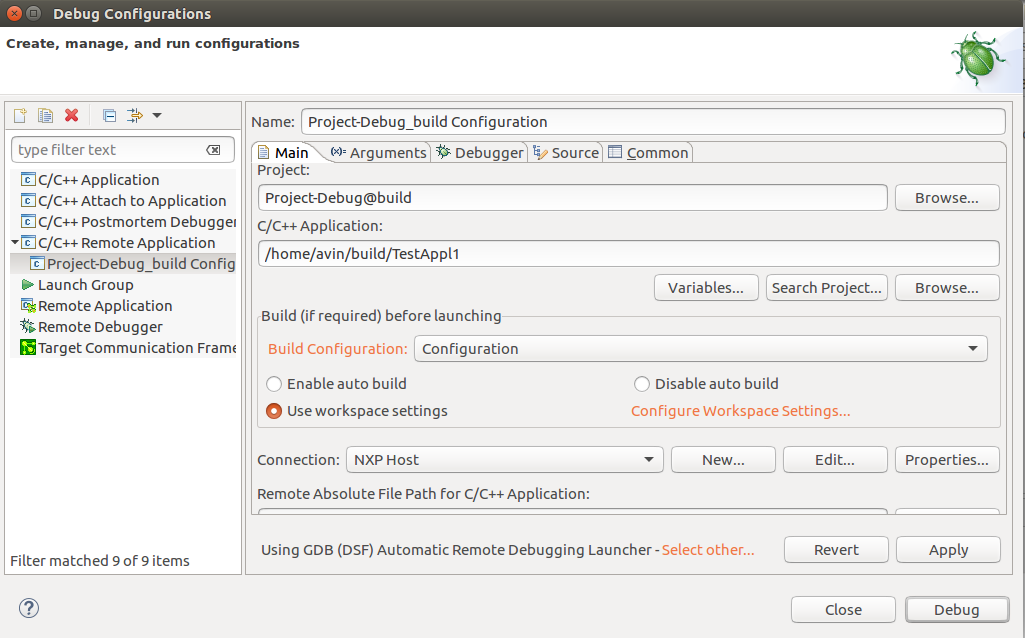 Debug Configurations
Create, manage, and run configurations
type filter text
C/C++ Application
C/C++ Attach to Application
C/C++ Postmortem Debugger
C/C++ Remote Application
Project-Debug_build Config
Launch Group
Remote Application
Remote Debugger
Target Communication Frame
Filter matched 9 of 9 items
Name: Project-Debug_build Configuration
Main (x)= Arguments Debugger Source Common
Project:
Project-Debug@build Browse...
C/C++ Application:
/home/avin/build/TestAppl1
Variables... Search Project... Browse...
Build (if required) before launching
Build Configuration: Configuration
Enable auto build Disable auto build
Use workspace settings Configure Workspace Settings...
Connection: NXP Host New... Edit... Properties...
Remote Absolute File Path for C/C++ Application:
Using GDB (DSF) Automatic Remote Debugging Launcher - Select other... Revert Apply
? Close Debug